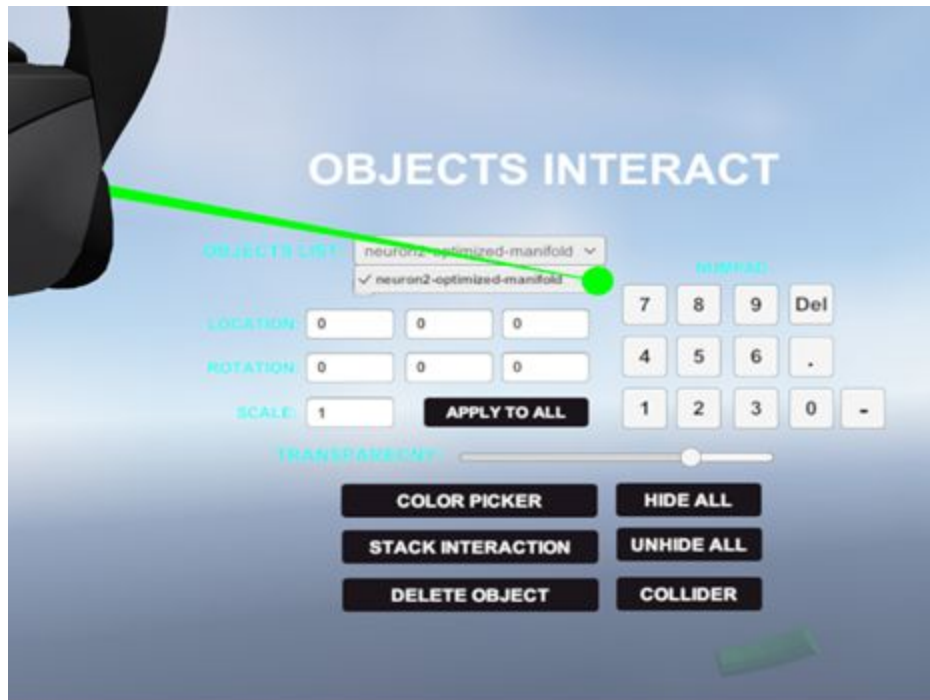 OBJECTS INTERACT
OBJECTS LIST: neuron2-optimized-manifold
✓ neuron2-optimized-manifold
NUMPAD:
7 8 9 Del
LOCATION: 0 0 0
4 5 6 .
ROTATION: 0 0 0
SCALE: 1 APPLY TO ALL
1 2 3 0 -
TRANSPARECNY:
COLOR PICKER HIDE ALL
STACK INTERACTION UNHIDE ALL
DELETE OBJECT COLLIDER